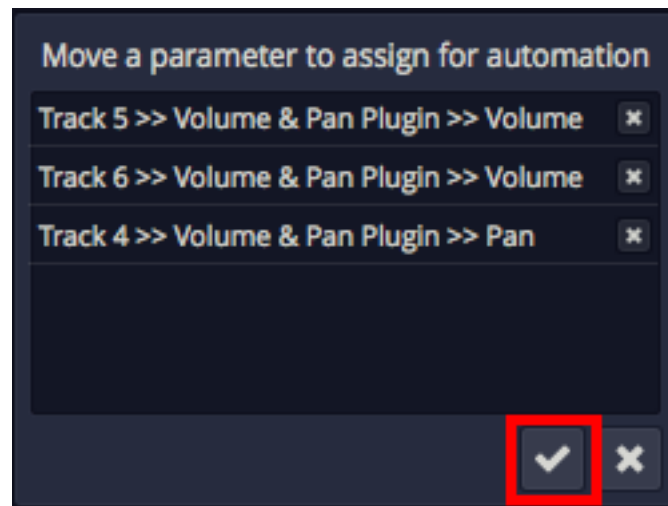 Move a parameter to assign for automation
Track 5 >> Volume & Pan Plugin >> Volume
Track 6 >> Volume & Pan Plugin >> Volume
Track 4 >> Volume & Pan Plugin >> Pan